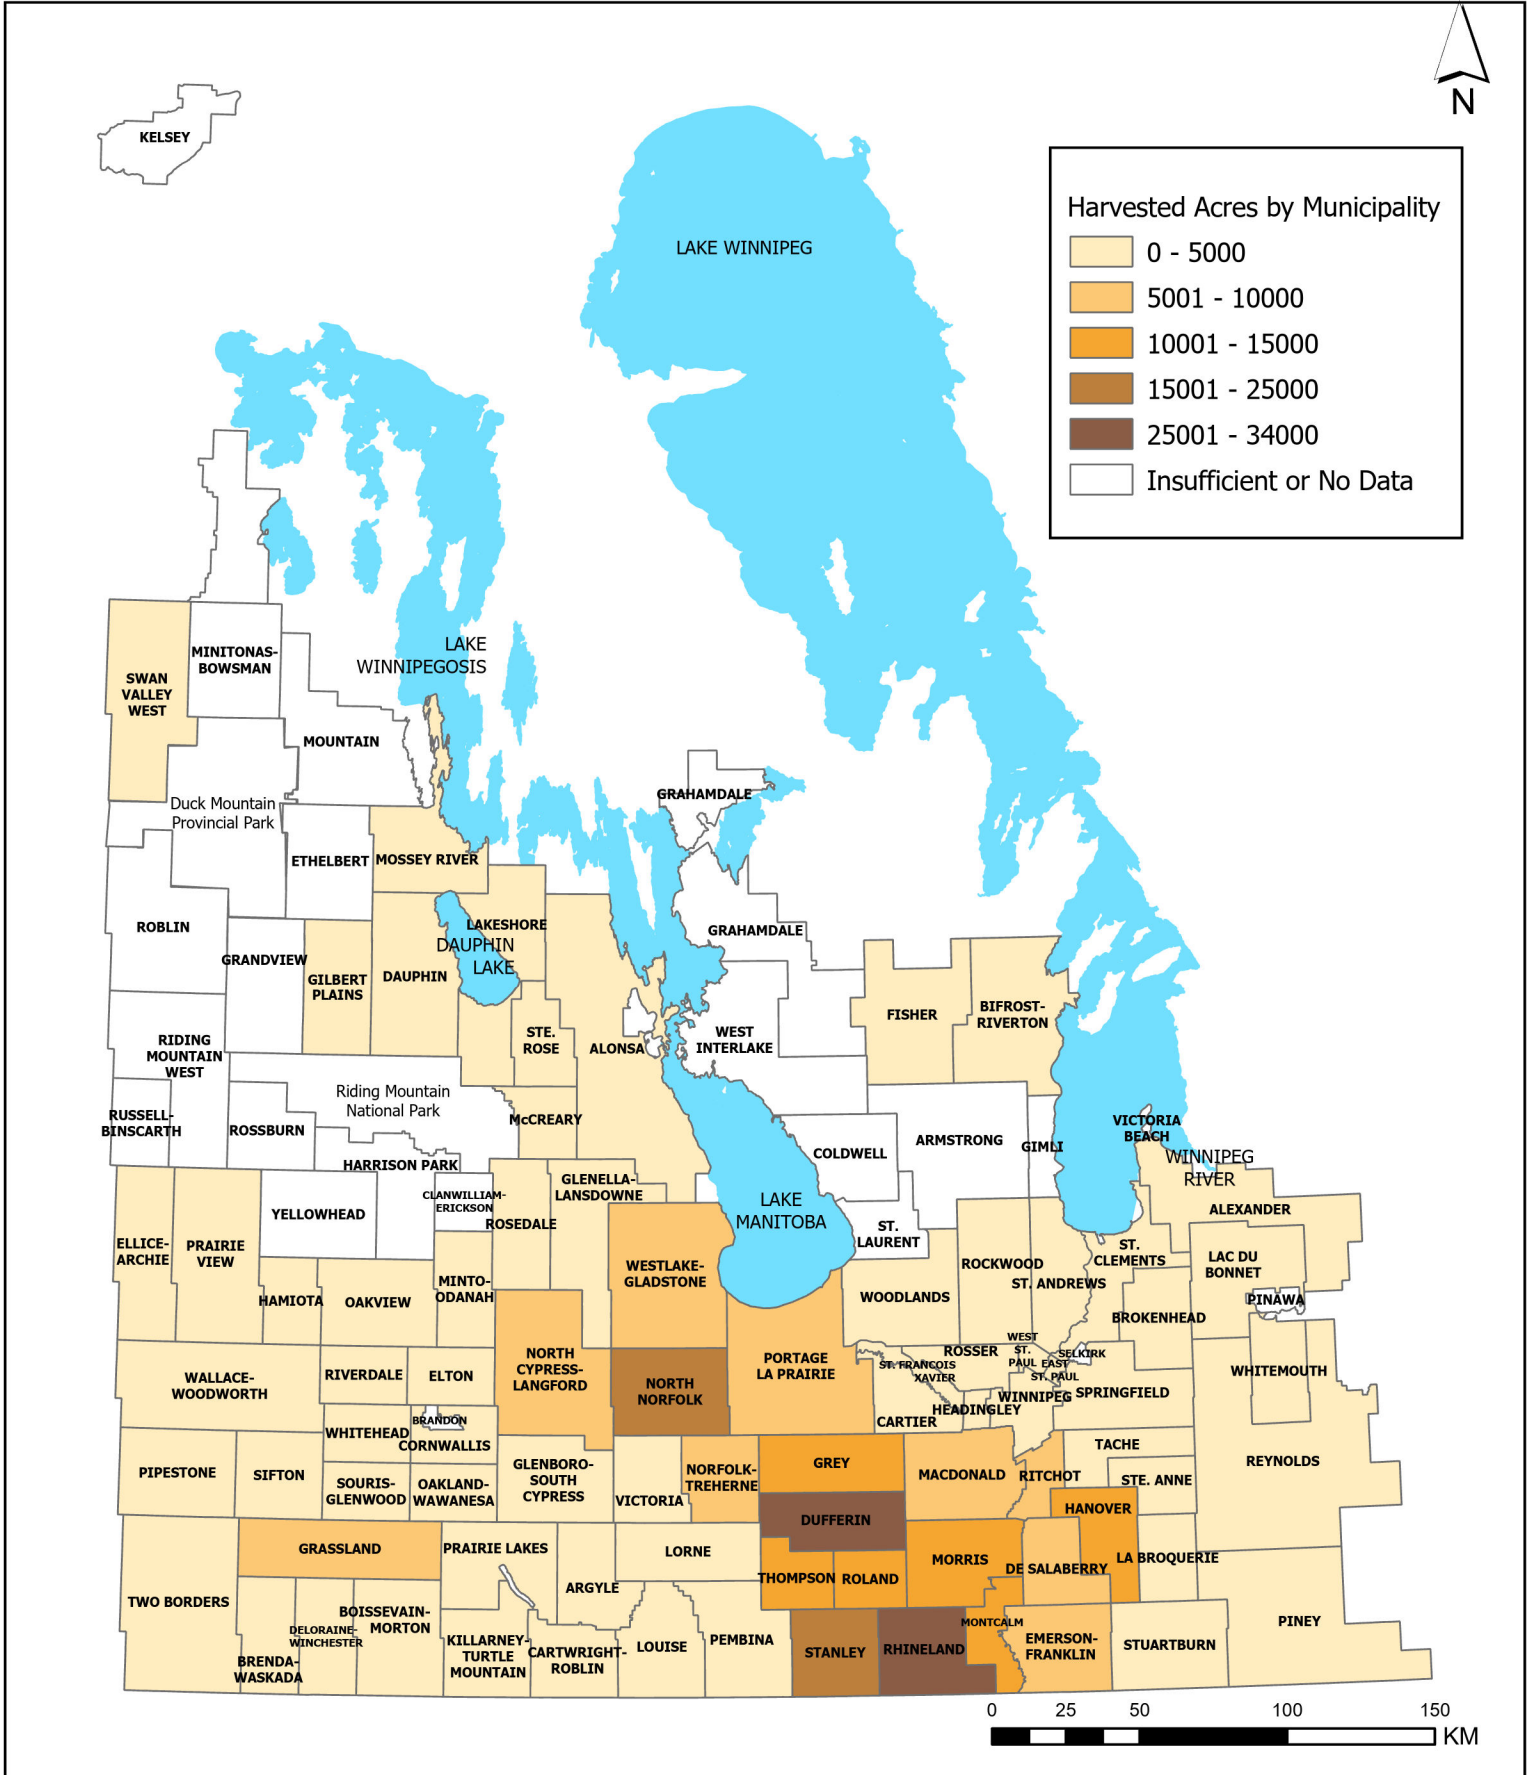 N
KELSEY
Harvested Acres by Municipality
0 - 5000
5001 - 10000
10001 - 15000
15001 - 25000
25001 - 34000
Insufficient or No Data
LAKE WINNIPEG
LAKE
WINNIPEGOSIS
MINITONAS-
BOWSMAN
SWAN
VALLEY
WEST
MOUNTAIN
Duck Mountain
Provincial Park
GRAHAMDALE
ETHELBERT
MOSSEY RIVER
ROBLIN
LAKESHORE
GRAHAMDALE
DAUPHIN
LAKE
GRANDVIEW
GILBERT
PLAINS
DAUPHIN
FISHER
BIFROST-
RIVERTON
STE.
ROSE
ALONSA
WEST
INTERLAKE
RIDING
MOUNTAIN
WEST
Riding Mountain
National Park
RUSSELL-
BINSCARTH
ROSSBURN
McCREARY
VICTORIA
BEACH
ARMSTRONG
GIMLI
COLDWELL
HARRISON PARK
WINNIPEG
RIVER
GLENELLA-
LANSDOWNE
CLANWILLIAM-
ERICKSON
YELLOWHEAD
ROSEDALE
LAKE
MANITOBA
ALEXANDER
ST.
LAURENT
ELLICE-
ARCHIE
PRAIRIE
VIEW
ST.
CLEMENTS
LAC DU
BONNET
WESTLAKE-
GLADSTONE
ROCKWOOD
ST. ANDREWS
MINTO-
ODANAH
HAMIOTA
OAKVIEW
WOODLANDS
PINAWA
BROKENHEAD
WEST
ST.
PAUL
ROSSER
SELKIRK
EAST
ST. PAUL
ST. FRANCOIS
XAVIER
NORTH
CYPRESS-
LANGFORD
PORTAGE
LA PRAIRIE
WHITEMOUTH
WALLACE-
WOODWORTH
RIVERDALE
ELTON
NORTH
NORFOLK
SPRINGFIELD
WINNIPEG
HEADINGLEY
CARTIER
BRANDON
WHITEHEAD
CORNWALLIS
TACHE
PIPESTONE
SIFTON
SOURIS-
GLENWOOD
OAKLAND-
WAWANESA
GLENBORO-
SOUTH
CYPRESS
VICTORIA
NORFOLK-
TREHERNE
GREY
MACDONALD
RITCHOT
STE. ANNE
REYNOLDS
HANOVER
DUFFERIN
GRASSLAND
PRAIRIE LAKES
LORNE
MORRIS
DE SALABERRY
LA BROQUERIE
THOMPSON
ROLAND
ARGYLE
TWO BORDERS
BOISSEVAIN-
MORTON
DELORAINE-
WINCHESTER
BRENDA-
WASKADA
KILLARNEY-
TURTLE
MOUNTAIN
CARTWRIGHT-
ROBLIN
LOUISE
PEMBINA
STANLEY
RHINELAND
MONTCALM
EMERSON-
FRANKLIN
STUARTBURN
PINEY
0 25 50 100 150
KM